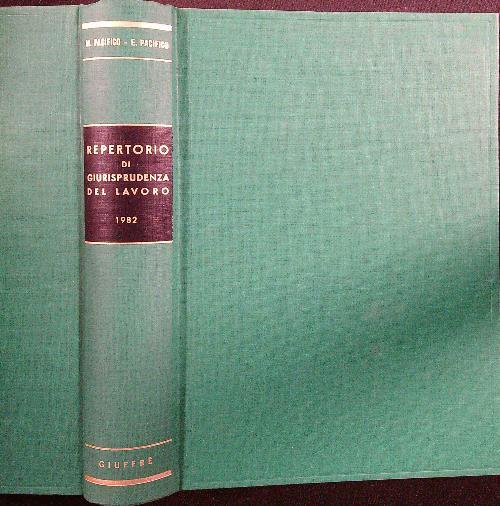 M. PACIFICO - E. PACIFICO
REPERTORIO
DI
GIURISPRUDENZA
DEL LAVORO
1982
GIUFFRÈ